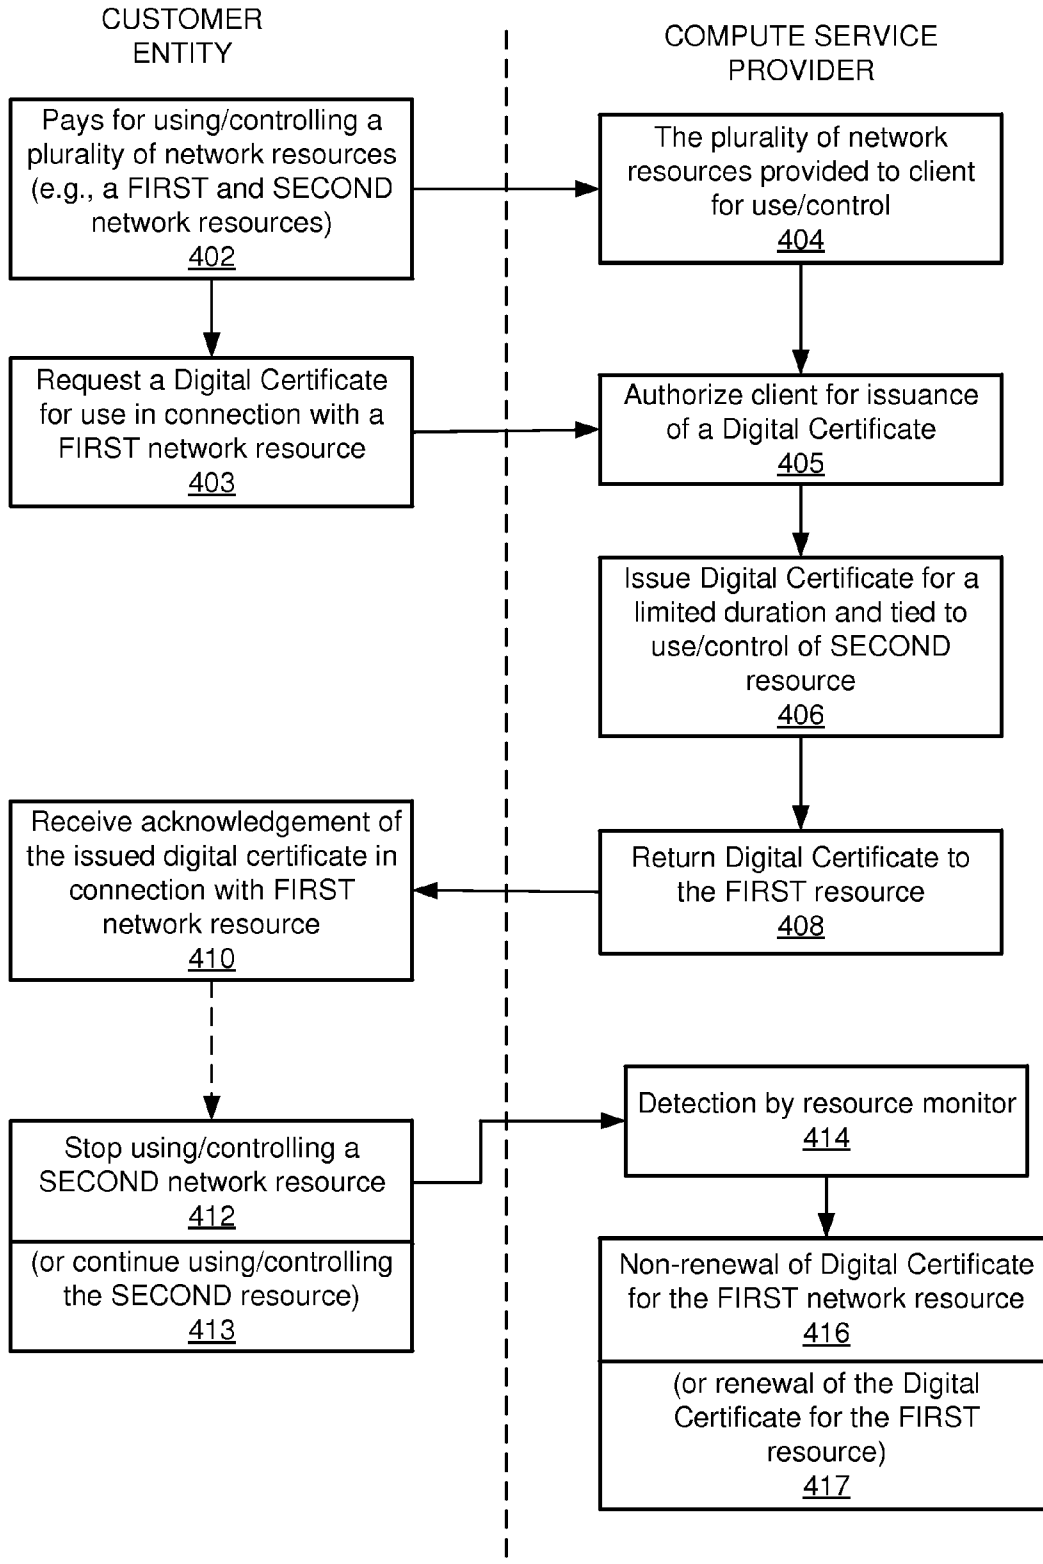 CUSTOMER
ENTITY
COMPUTE SERVICE
PROVIDER
Pays for using/controlling a
plurality of network resources
(e.g., a FIRST and SECOND
network resources)
402
The plurality of network
resources provided to client
for use/control
404
Request a Digital Certificate
for use in connection with a
FIRST network resource
403
Authorize client for issuance
of a Digital Certificate
405
Issue Digital Certificate for a
limited duration and tied to
use/control of SECOND
resource
406
Return Digital Certificate to
the FIRST resource
408
Receive acknowledgement of
the issued digital certificate in
connection with FIRST
network resource
410
Stop using/controlling a
SECOND network resource
412
(or continue using/controlling
the SECOND resource)
413
Detection by resource monitor
414
Non-renewal of Digital Certificate
for the FIRST network resource
416
(or renewal of the Digital
Certificate for the FIRST
resource)
417